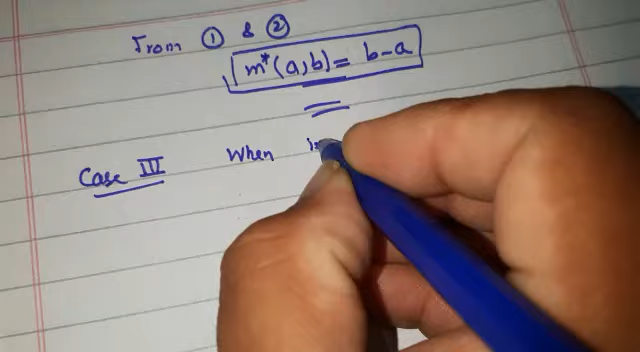 From ① & ②
m*(a,b) = b-a
Case III When